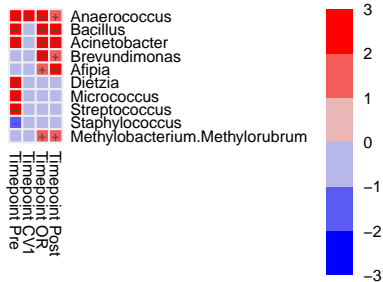 Anaerococcus
Bacillus
Acinetobacter
Brevundimonas
Afipia
Dietzia
Micrococcus
Streptococcus
Staphylococcus
Methylobacterium.Methylorubrum
Timepoint Pre
Timepoint CV1
Timepoint OR
Timepoint Post
3
2
1
0
−1
−2
−3